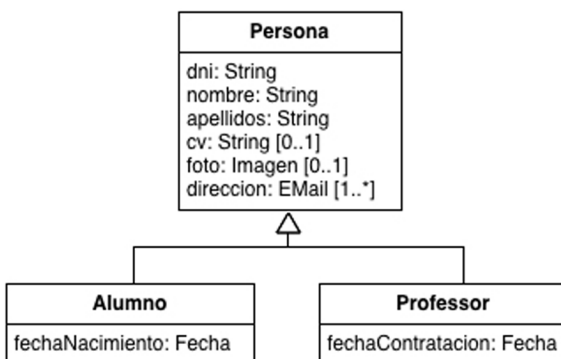 Persona
dni: String
nombre: String
apellidos: String
cv: String [0..1]
foto: Imagen [0..1]
direccion: EMail [1..*]
Alumno
fechaNacimiento: Fecha
Professor
fechaContratacion: Fecha